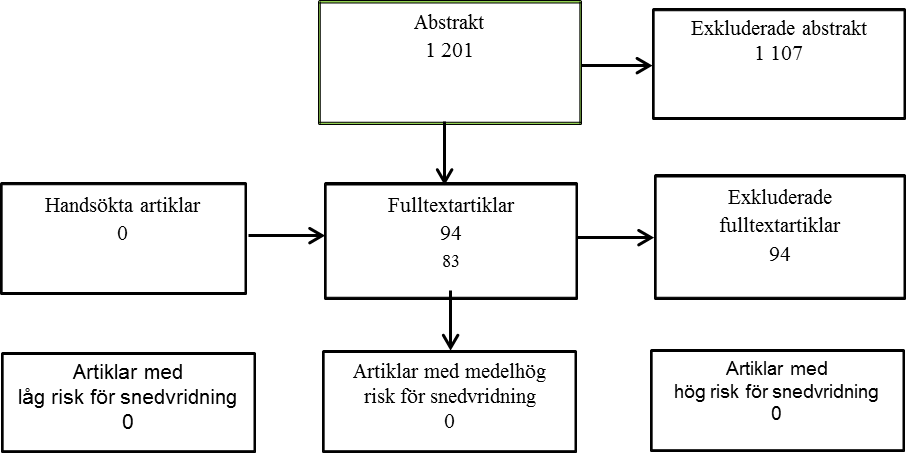 Abstrakt
1 201
Exkluderade abstrakt
1 107
Handsökta artiklar
0
Fulltextartiklar
94
83
Exkluderade
fulltextartiklar
94
Artiklar med
låg risk för snedvridning
0
Artiklar med medelhög
risk för snedvridning
0
Artiklar med
hög risk för snedvridning
0